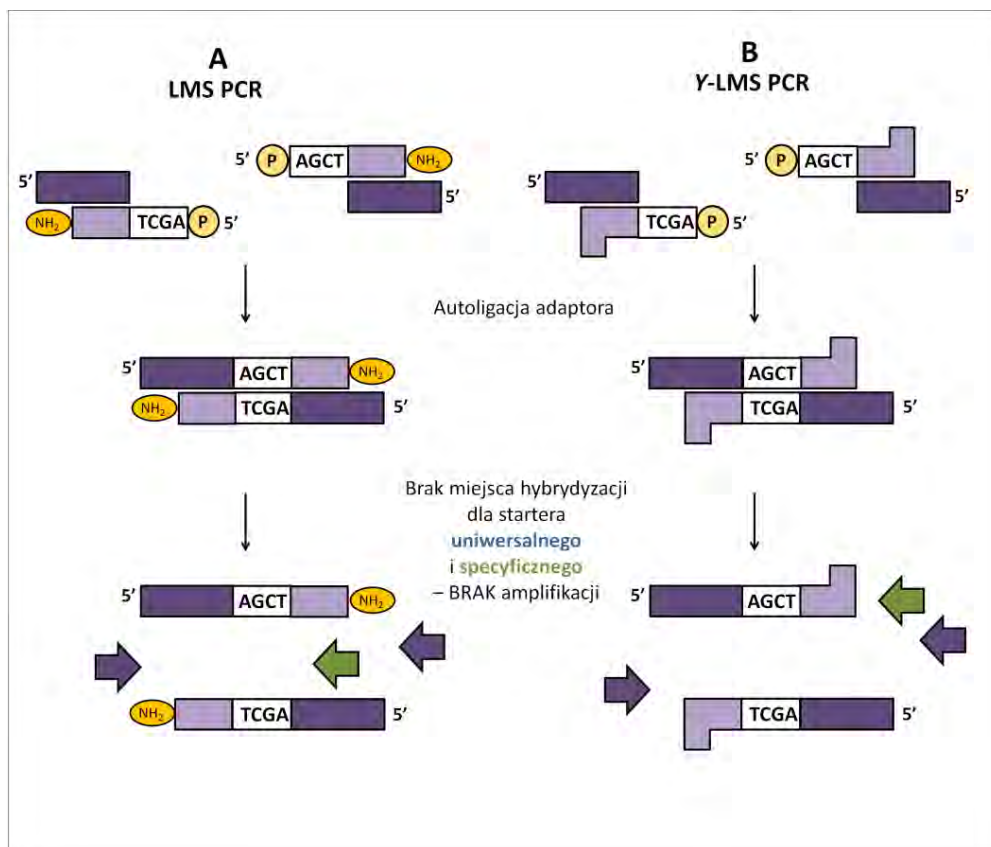 A
LMS PCR
B
Y-LMS PCR
5’ P AGCT NH2
5’
5’
NH2 TCGA P 5’
5’ P AGCT
5’
5’
TCGA P 5’
Autoligacja adaptora
5’ AGCT NH2
NH2 TCGA 5’
5’ AGCT
TCGA 5’
Brak miejsca hybrydyzacji
dla startera
uniwersalnego
i specyficznego
– BRAK amplifikacji
5’ AGCT NH2
NH2 TCGA 5’
5’ AGCT
TCGA 5’